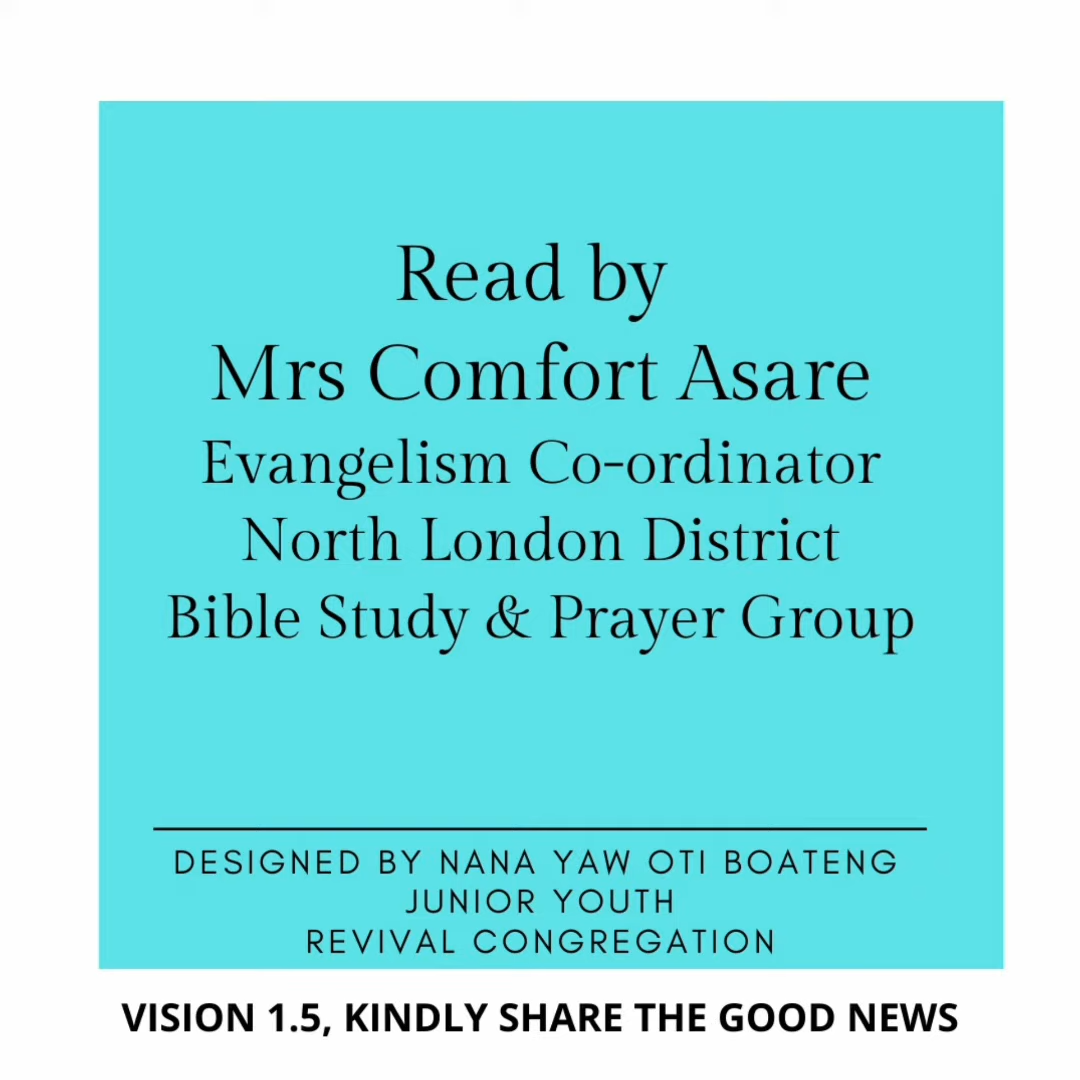 Read by
Mrs Comfort Asare
Evangelism Co-ordinator
North London District
Bible Study & Prayer Group
DESIGNED BY NANA YAW OTI BOATENG
JUNIOR YOUTH
REVIVAL CONGREGATION
VISION 1.5, KINDLY SHARE THE GOOD NEWS